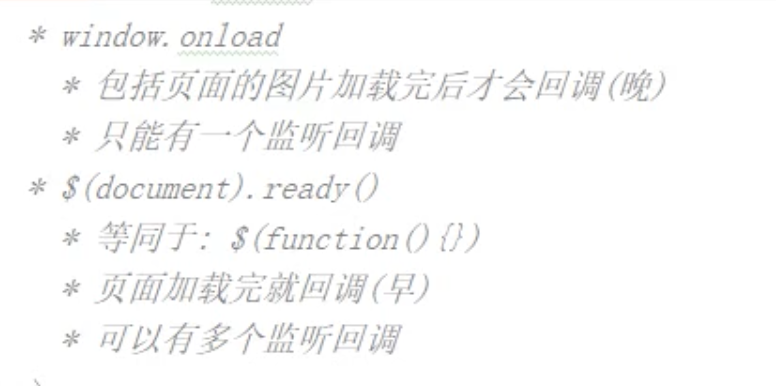 * window.onload
* 包括页面的图片加载完后才会回调(晚)
* 只能有一个监听回调
* $(document).ready()
* 等同于: $(function(){})
* 页面加载完就回调(早)
* 可以有多个监听回调